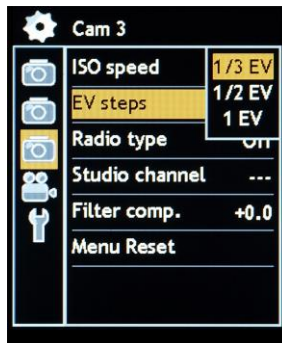 Cam 3
ISO speed
1/3 EV
EV steps
1/2 EV
1 EV
Radio type
Off
Studio channel ---
Filter comp. +0.0
Menu Reset